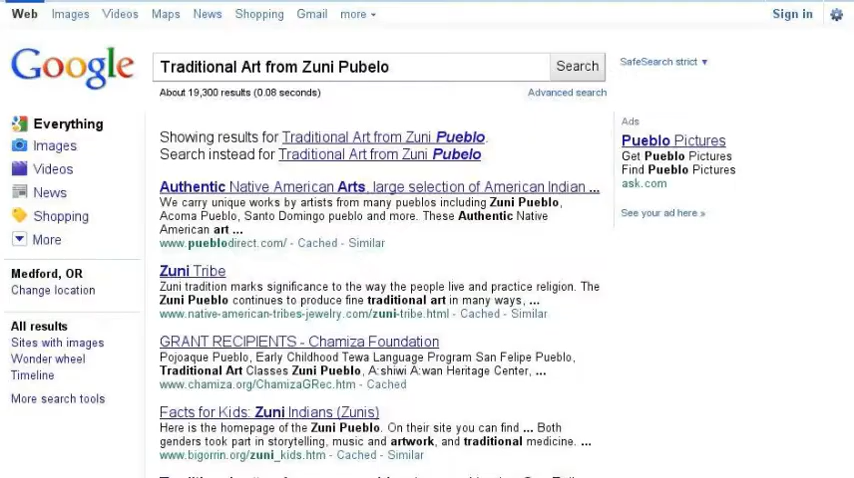 Web Images Videos Maps News Shopping Gmail more Sign in
Google
Traditional Art from Zuni Pubelo Search
SafeSearch strict ▼
About 19,300 results (0.08 seconds) Advanced search
Everything
Images
Videos
News
Shopping
More
Medford, OR
Change location
All results
Sites with images
Wonder wheel
Timeline
More search tools
Showing results for Traditional Art from Zuni Pueblo.
Search instead for Traditional Art from Zuni Pubelo
Authentic Native American Arts, large selection of American Indian ...
We carry unique works by artists from many pueblos including Zuni Pueblo,
Acoma Pueblo, Santo Domingo pueblo and more. These Authentic Native
American art ...
www.pueblodirect.com/ - Cached - Similar
Zuni Tribe
Zuni tradition marks significance to the way the people live and practice religion. The
Zuni Pueblo continues to produce fine traditional art in many ways, ...
www.native-american-tribes-jewelry.com/zuni-tribe.html - Cached - Similar
GRANT RECIPIENTS - Chamiza Foundation
Pojoaque Pueblo, Early Childhood Tewa Language Program San Felipe Pueblo,
Traditional Art Classes Zuni Pueblo, A:shiwi A:wan Heritage Center, ...
www.chamiza.org/ChamizaGRec.htm - Cached
Facts for Kids: Zuni Indians (Zunis)
Here is the homepage of the Zuni Pueblo. On their site you can find ... Both
genders took part in storytelling, music and artwork, and traditional medicine. ...
www.bigorrin.org/zuni_kids.htm - Cached - Similar
Ads
Pueblo Pictures
Get Pueblo Pictures
Find Pueblo Pictures
ask.com
See your ad here »